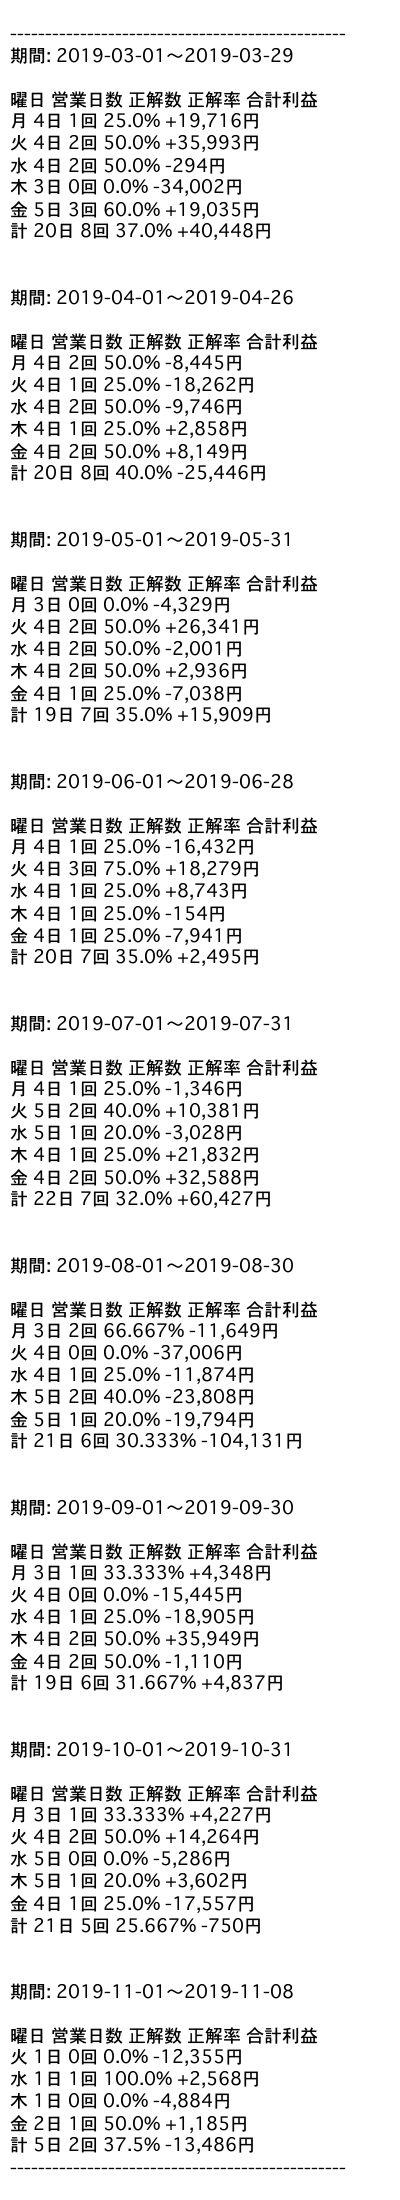 ------------------------------------------------
期間: 2019-03-01〜2019-03-29
曜日 営業日数 正解数 正解率 合計利益
月 4日 1回 25.0% +19,716円
火 4日 2回 50.0% +35,993円
水 4日 2回 50.0% -294円
木 3日 0回 0.0% -34,002円
金 5日 3回 60.0% +19,035円
計 20日 8回 37.0% +40,448円
期間: 2019-04-01〜2019-04-26
曜日 営業日数 正解数 正解率 合計利益
月 4日 2回 50.0% -8,445円
火 4日 1回 25.0% -18,262円
水 4日 2回 50.0% -9,746円
木 4日 1回 25.0% +2,858円
金 4日 2回 50.0% +8,149円
計 20日 8回 40.0% -25,446円
期間: 2019-05-01〜2019-05-31
曜日 営業日数 正解数 正解率 合計利益
月 3日 0回 0.0% -4,329円
火 4日 2回 50.0% +26,341円
水 4日 2回 50.0% -2,001円
木 4日 2回 50.0% +2,936円
金 4日 1回 25.0% -7,038円
計 19日 7回 35.0% +15,909円
期間: 2019-06-01〜2019-06-28
曜日 営業日数 正解数 正解率 合計利益
月 4日 1回 25.0% -16,432円
火 4日 3回 75.0% +18,279円
水 4日 1回 25.0% +8,743円
木 4日 1回 25.0% -154円
金 4日 1回 25.0% -7,941円
計 20日 7回 35.0% +2,495円
期間: 2019-07-01〜2019-07-31
曜日 営業日数 正解数 正解率 合計利益
月 4日 1回 25.0% -1,346円
火 5日 2回 40.0% +10,381円
水 5日 1回 20.0% -3,028円
木 4日 1回 25.0% +21,832円
金 4日 2回 50.0% +32,588円
計 22日 7回 32.0% +60,427円
期間: 2019-08-01〜2019-08-30
曜日 営業日数 正解数 正解率 合計利益
月 3日 2回 66.667% -11,649円
火 4日 0回 0.0% -37,006円
水 4日 1回 25.0% -11,874円
木 5日 2回 40.0% -23,808円
金 5日 1回 20.0% -19,794円
計 21日 6回 30.333% -104,131円
期間: 2019-09-01〜2019-09-30
曜日 営業日数 正解数 正解率 合計利益
月 3日 1回 33.333% +4,348円
火 4日 0回 0.0% -15,445円
水 4日 1回 25.0% -18,905円
木 4日 2回 50.0% +35,949円
金 4日 2回 50.0% -1,110円
計 19日 6回 31.667% +4,837円
期間: 2019-10-01〜2019-10-31
曜日 営業日数 正解数 正解率 合計利益
月 3日 1回 33.333% +4,227円
火 4日 2回 50.0% +14,264円
水 5日 0回 0.0% -5,286円
木 5日 1回 20.0% +3,602円
金 4日 1回 25.0% -17,557円
計 21日 5回 25.667% -750円
期間: 2019-11-01〜2019-11-08
曜日 営業日数 正解数 正解率 合計利益
火 1日 0回 0.0% -12,355円
水 1日 1回 100.0% +2,568円
木 1日 0回 0.0% -4,884円
金 2日 1回 50.0% +1,185円
計 5日 2回 37.5% -13,486円
------------------------------------------------